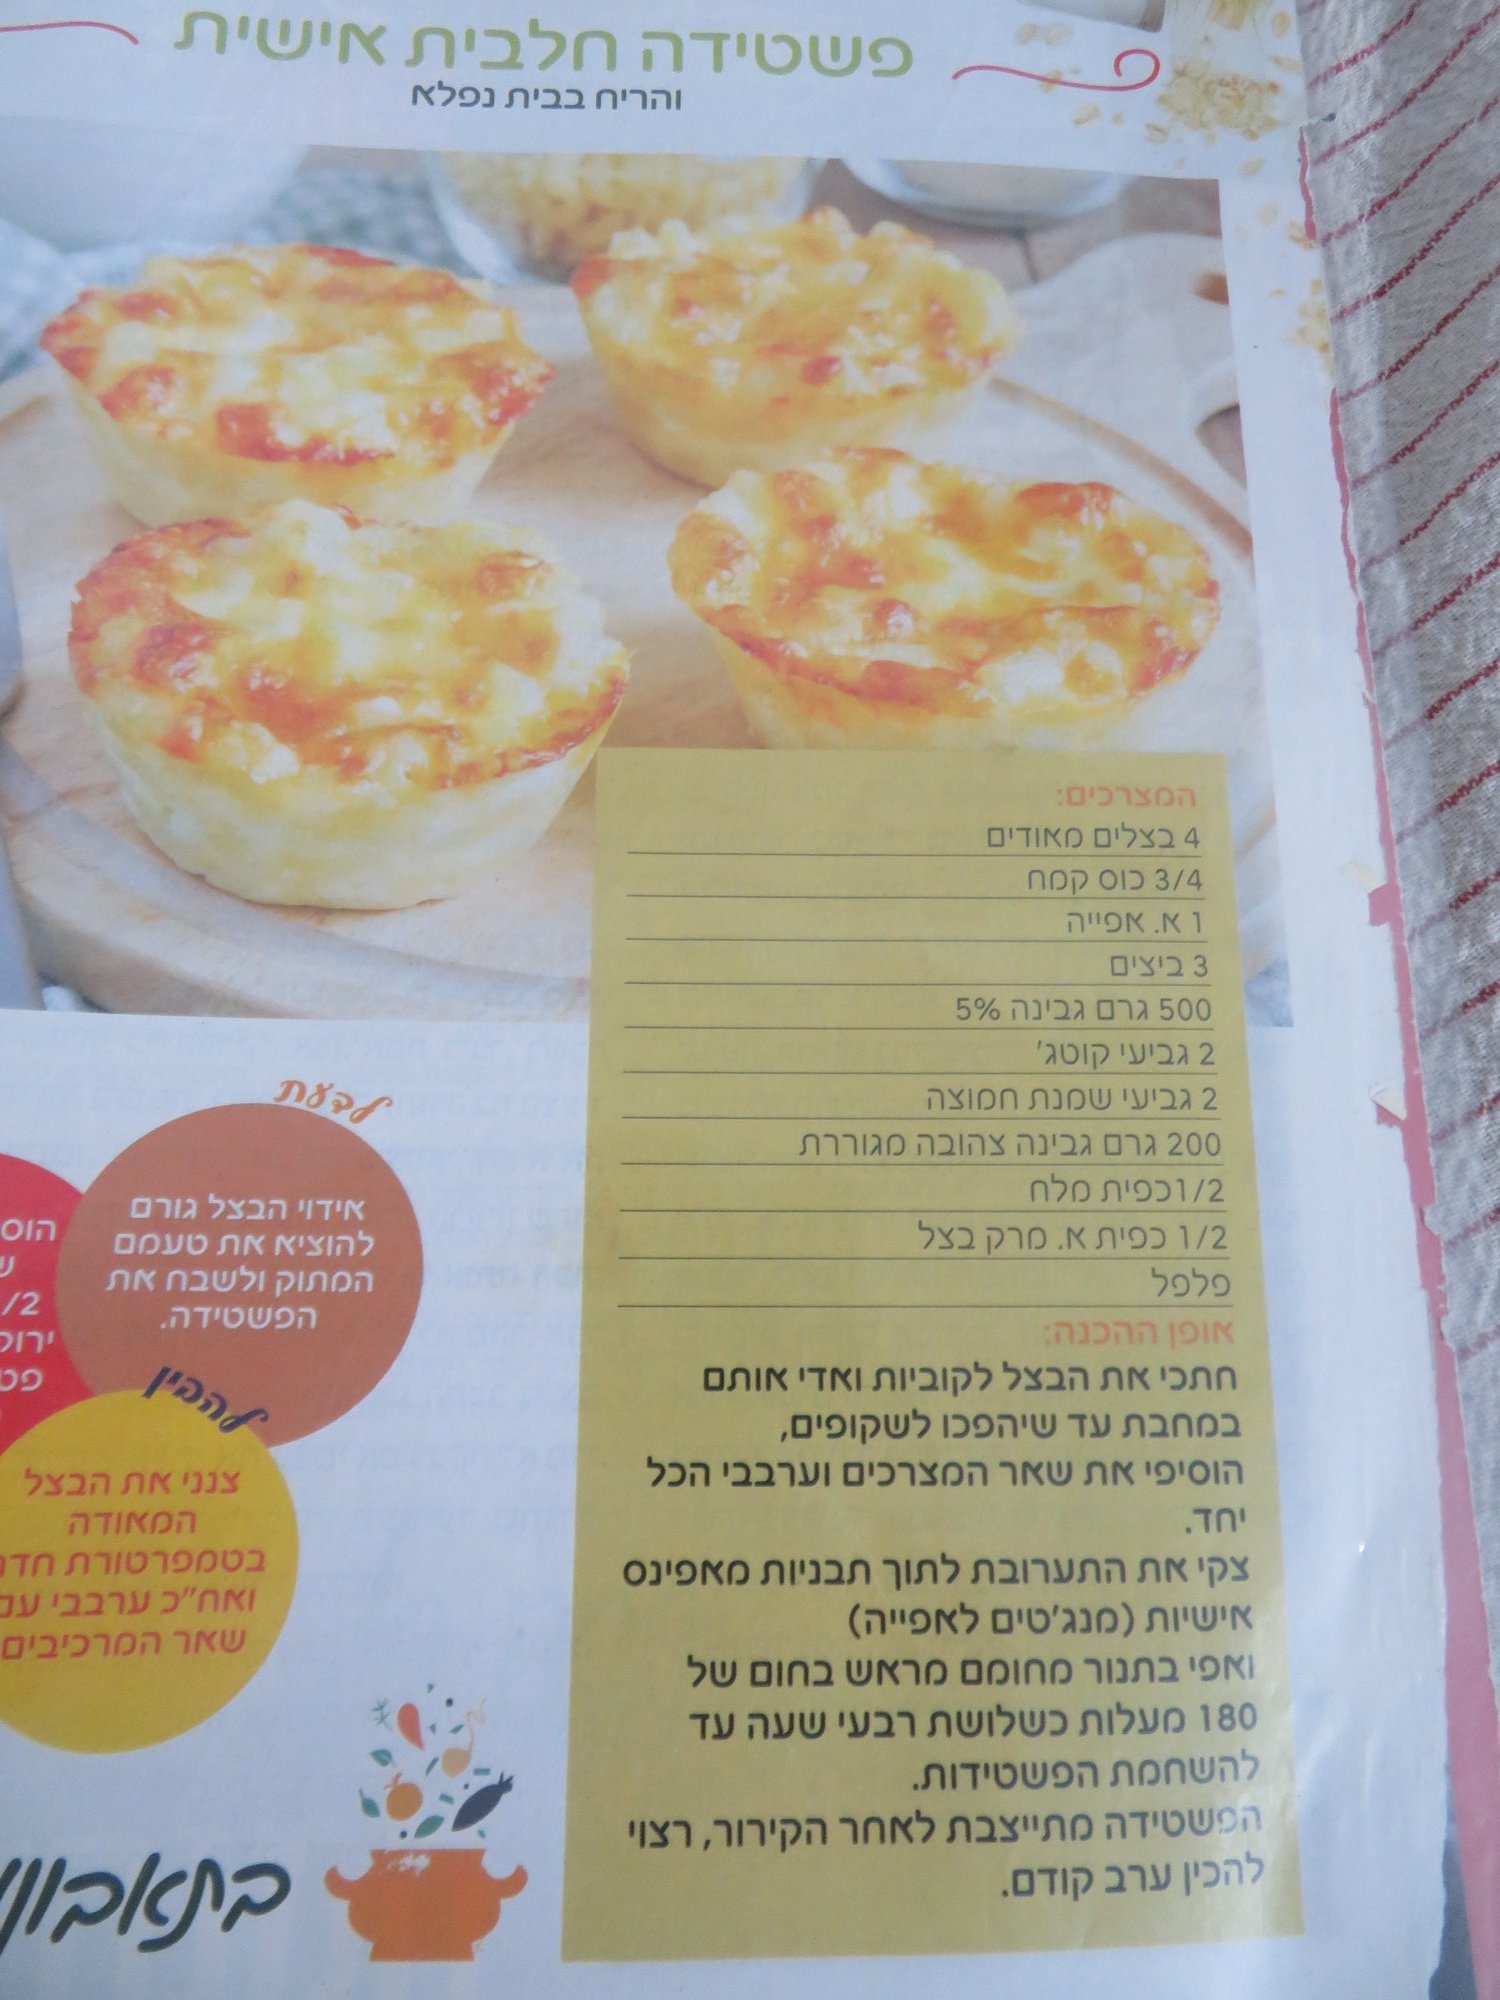 פשטידה חלבית אישית
והריח בבית נפלא
המצרכים:
4 בצלים מאודים
3/4 כוס קמח
1 א. אפייה
3 ביצים
500 גרם גבינה 5%
2 גביעי קוטג'
2 גביעי שמנת חמוצה
200 גרם גבינה צהובה מגוררת
1/2כפית מלח
1/2 כפית א. מרק בצל
פלפל
אופן ההכנה:
חתכי את הבצל לקוביות ואדי אותם
במחבת עד שיהפכו לשקופים,
הוסיפי את שאר המצרכים וערבבי הכל
יחד.
צקי את התערובת לתוך תבניות מאפינס
אישיות (מנג'טים לאפייה)
ואפי בתנור מחומם מראש בחום של
180 מעלות כשלושת רבעי שעה עד
להשחמת הפשטידות.
הפשטידה מתייצבת לאחר הקירור, רצוי
להכין ערב קודם.
לדעת
אידוי הבצל גורם
להוציא את טעמם
המתוק ולשבח את
הפשטידה.
להבין
צנני את הבצל
המאודה
בטמפרטורת חדר
ואח"כ ערבבי עם
שאר המרכיבים
בתאבון